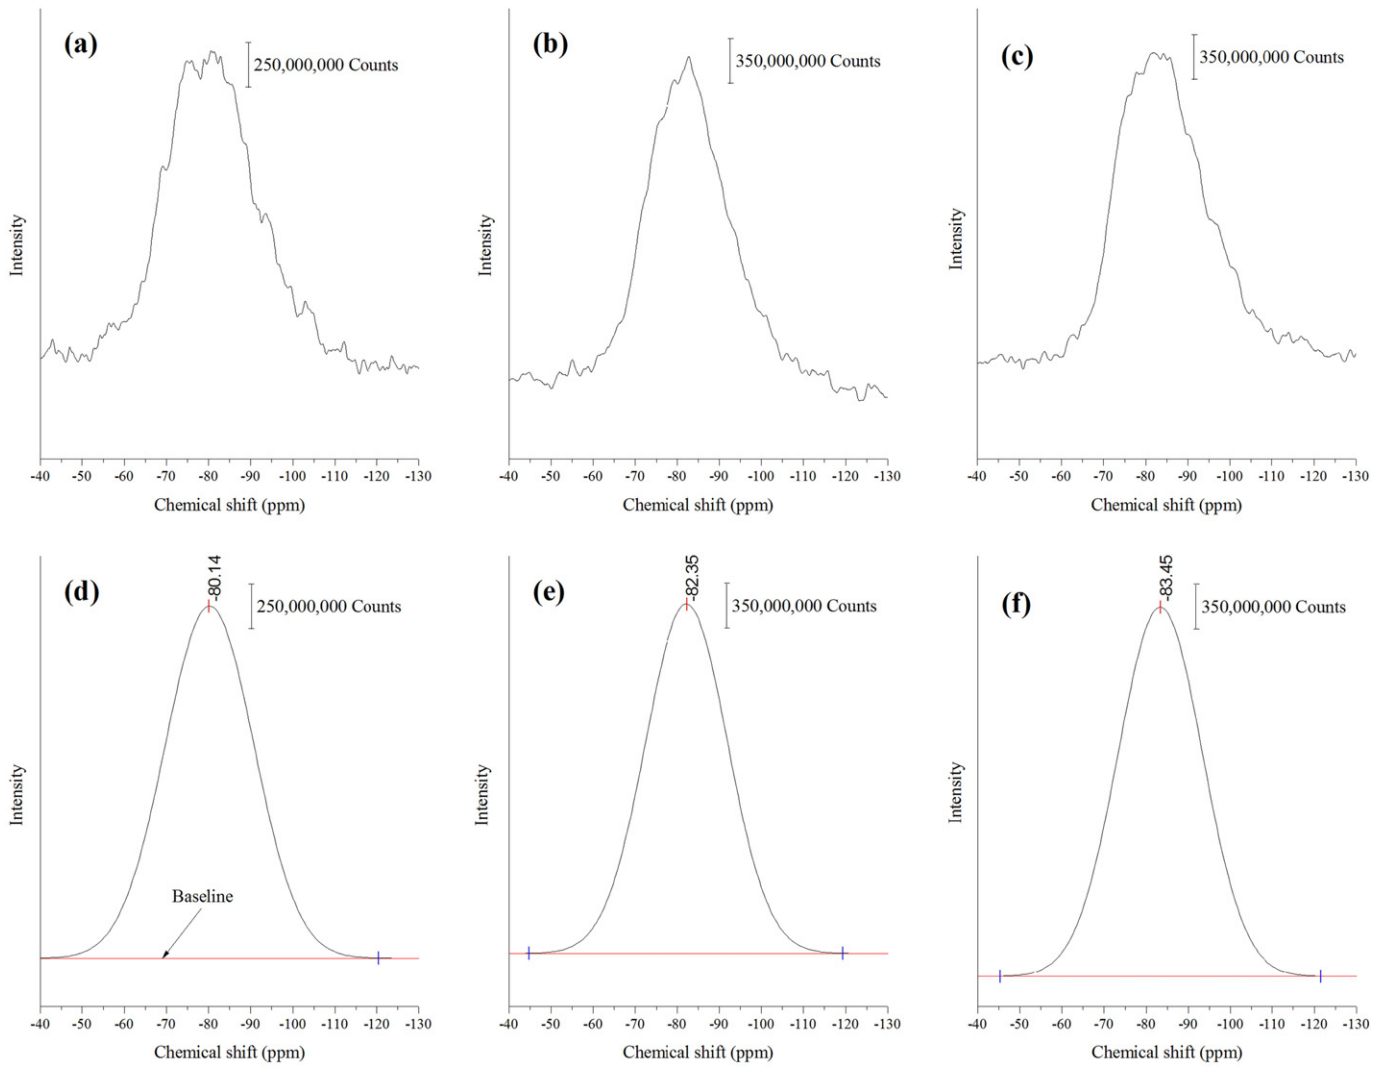 (a)
250,000,000 Counts
Intensity
-40 -50 -60 -70 -80 -90 -100 -110 -120 -130
Chemical shift (ppm)
(b)
350,000,000 Counts
Intensity
-40 -50 -60 -70 -80 -90 -100 -110 -120 -130
Chemical shift (ppm)
(c)
350,000,000 Counts
Intensity
-40 -50 -60 -70 -80 -90 -100 -110 -120 -130
Chemical shift (ppm)
(d)
-80.14
250,000,000 Counts
Intensity
Baseline
-40 -50 -60 -70 -80 -90 -100 -110 -120 -130
Chemical shift (ppm)
(e)
-82.35
350,000,000 Counts
Intensity
-40 -50 -60 -70 -80 -90 -100 -110 -120 -130
Chemical shift (ppm)
(f)
-83.45
350,000,000 Counts
Intensity
-40 -50 -60 -70 -80 -90 -100 -110 -120 -130
Chemical shift (ppm)